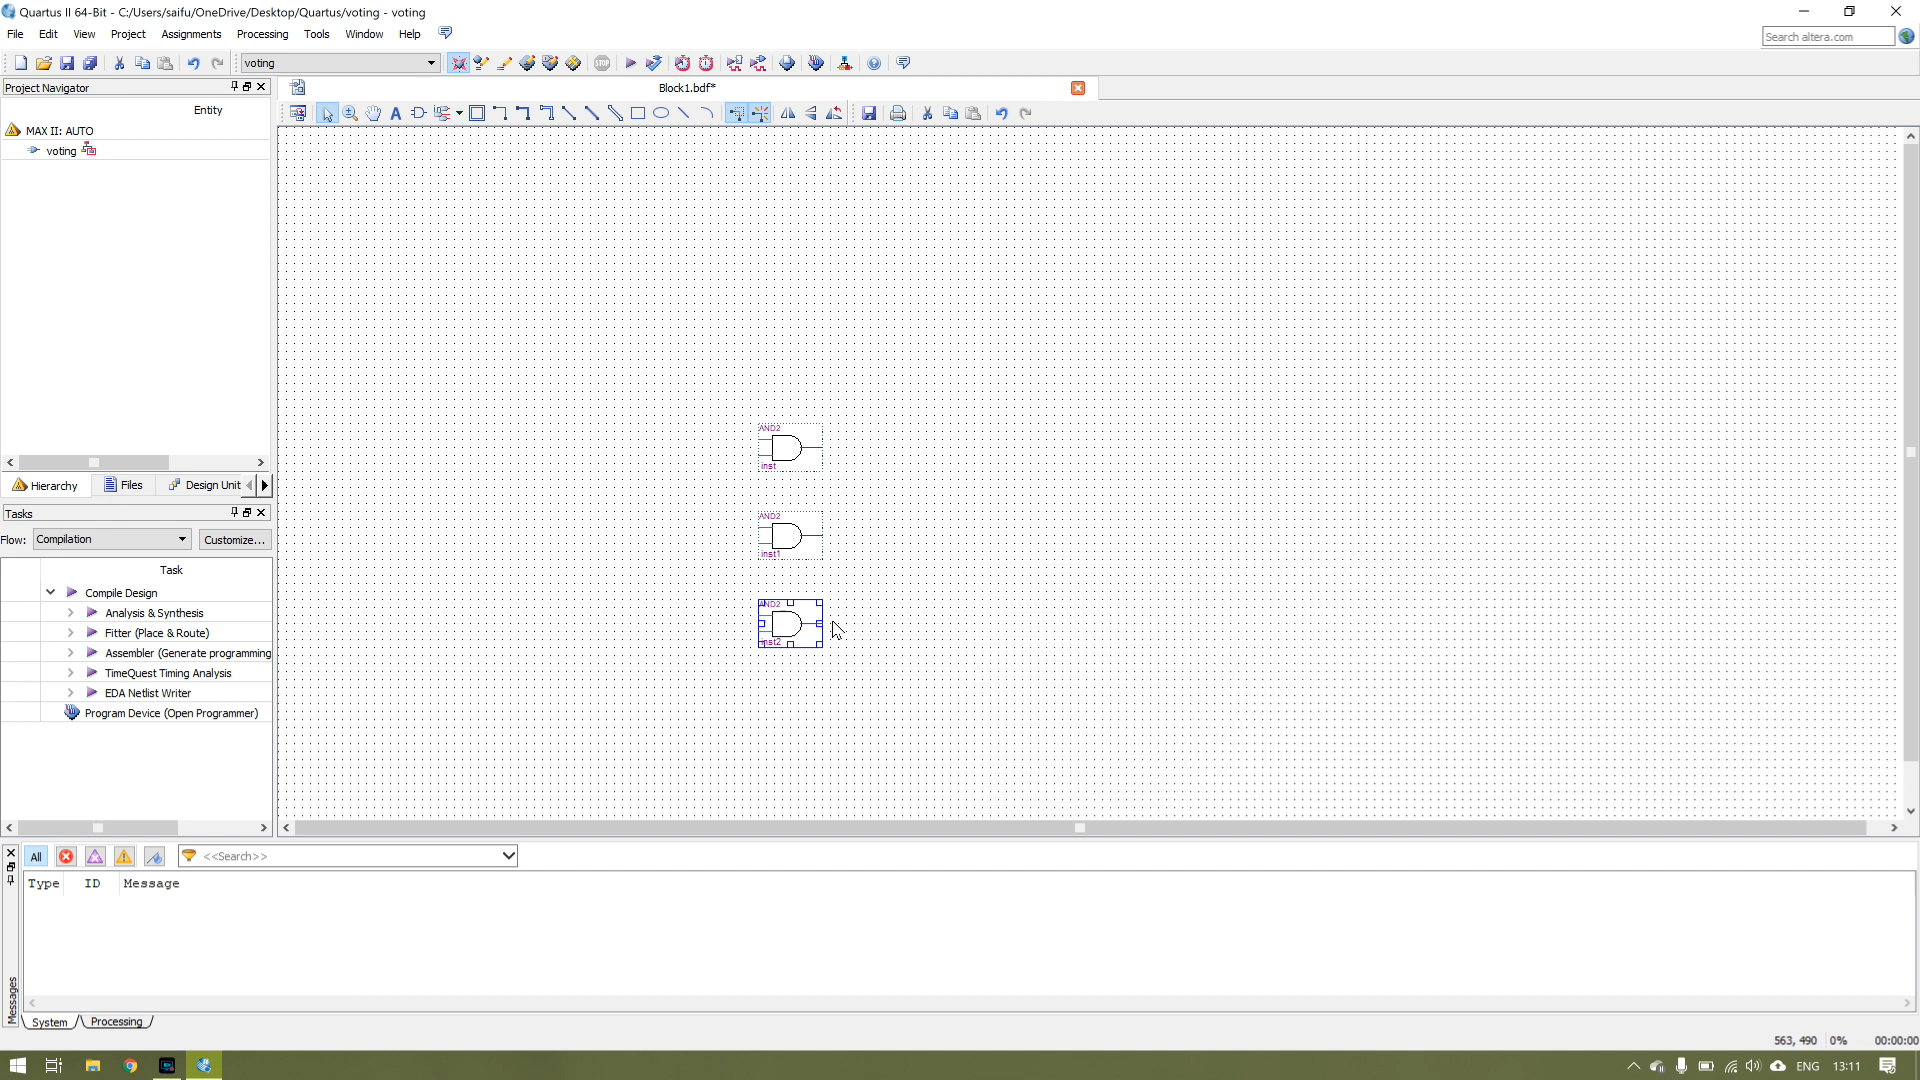 Quartus II 64-Bit - C:/Users/saifu/OneDrive/Desktop/Quartus/voting - voting
File Edit View Project Assignments Processing Tools Window Help
Search altera.com
voting
Project Navigator
Block1.bdf*
Entity
MAX II: AUTO
voting
AND2
inst
Hierarchy Files Design Unit
Tasks
AND2
inst1
Flow: Compilation Customize...
Task
Compile Design
Analysis & Synthesis
Fitter (Place & Route)
Assembler (Generate programming
TimeQuest Timing Analysis
EDA Netlist Writer
Program Device (Open Programmer)
AND2
inst2
All <<Search>>
Type ID Message
Messages
System Processing
563, 490 0% 00:00:00
ENG 13:11